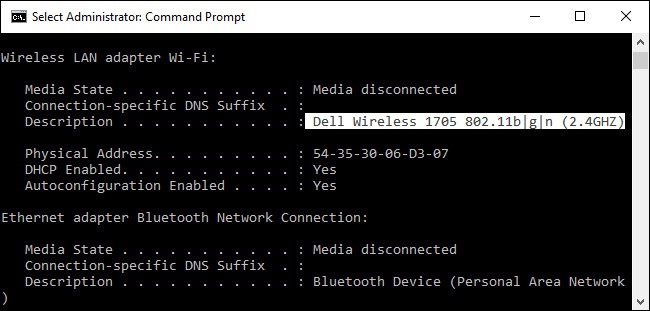 Select Administrator: Command Prompt
Wireless LAN adapter Wi-Fi:
Media State . . . . . . . . . . . : Media disconnected
Connection-specific DNS Suffix  . :
Description . . . . . . . . . . . : Dell Wireless 1705 802.11b|g|n (2.4GHZ)
Physical Address. . . . . . . . . : 54-35-30-06-D3-07
DHCP Enabled. . . . . . . . . . . : Yes
Autoconfiguration Enabled . . . . : Yes
Ethernet adapter Bluetooth Network Connection:
Media State . . . . . . . . . . . : Media disconnected
Connection-specific DNS Suffix  . :
Description . . . . . . . . . . . : Bluetooth Device (Personal Area Network
)